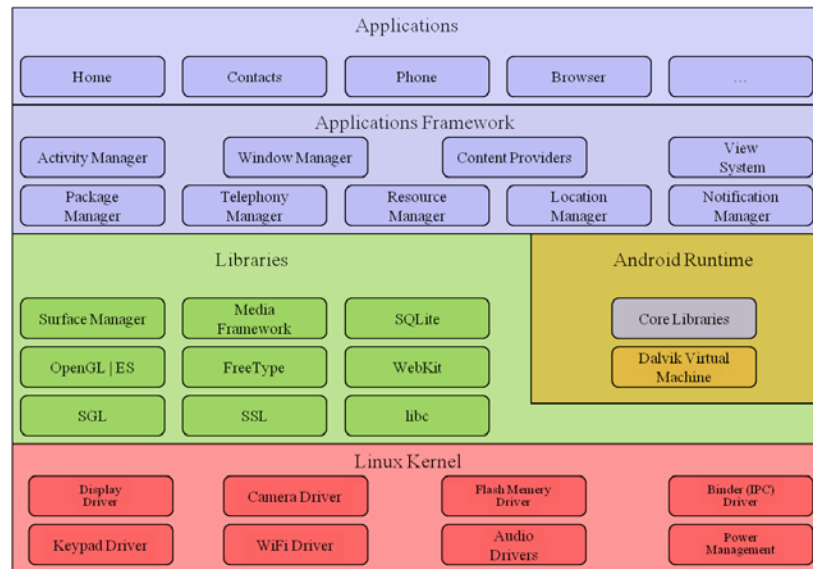 Applications
Home
Contacts
Phone
Browser
...
Applications Framework
Activity Manager
Window Manager
Content Providers
View
System
Package
Manager
Telephony
Manager
Resource
Manager
Location
Manager
Notification
Manager
Libraries
Surface Manager
Media
Framework
SQLite
OpenGL | ES
FreeType
WebKit
SGL
SSL
libc
Android Runtime
Core Libraries
Dalvik Virtual
Machine
Linux Kernel
Display
Driver
Camera Driver
Flash Memory
Driver
Binder (IPC)
Driver
Keypad Driver
WiFi Driver
Audio
Drivers
Power
Management